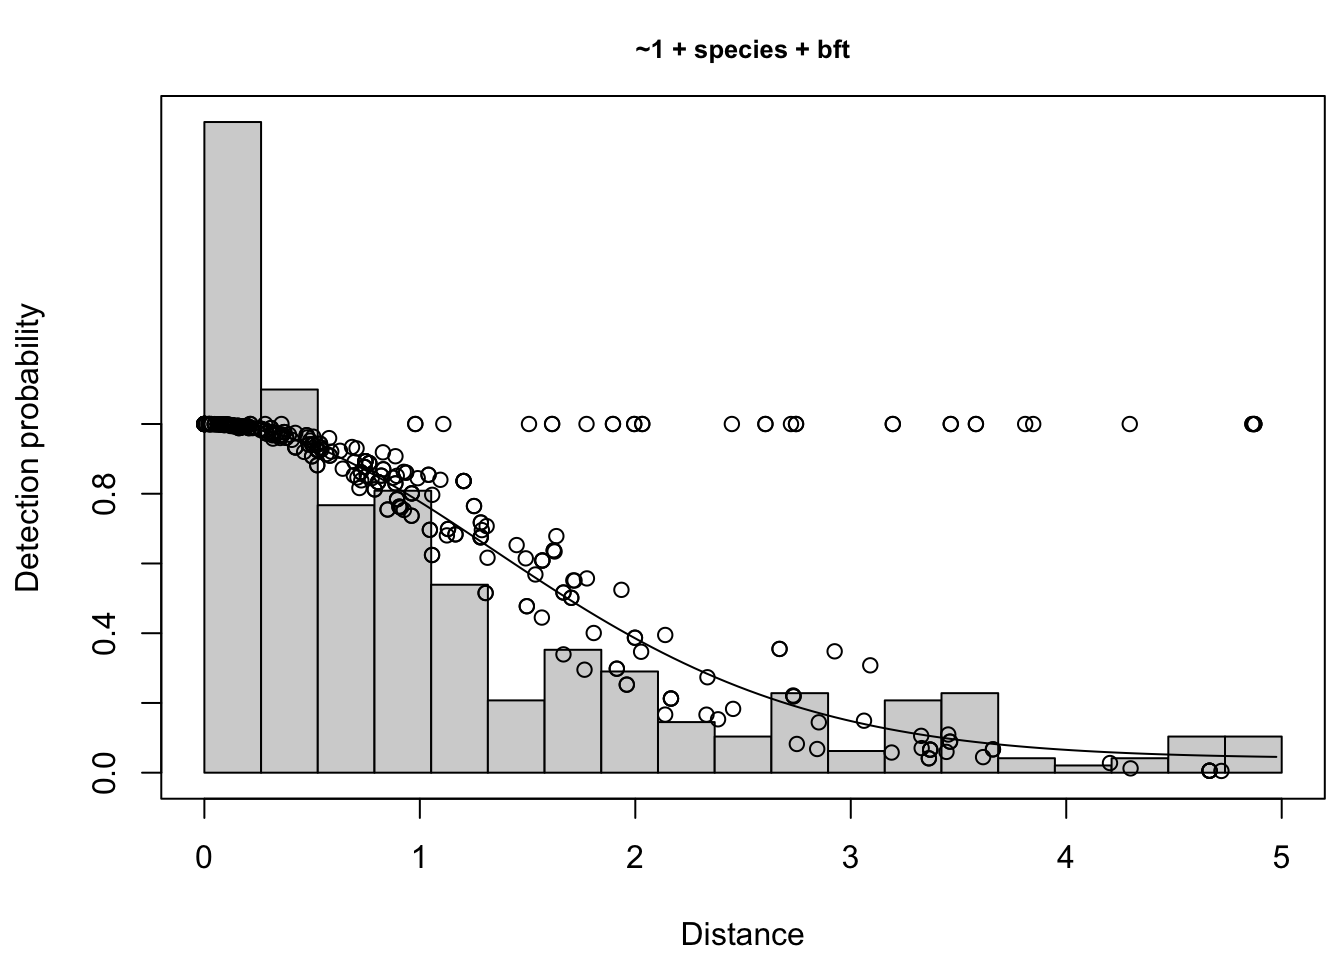 ~1 + species + bft
Detection probability
0.8
0.4
0.0
0 1 2 3 4 5
Distance